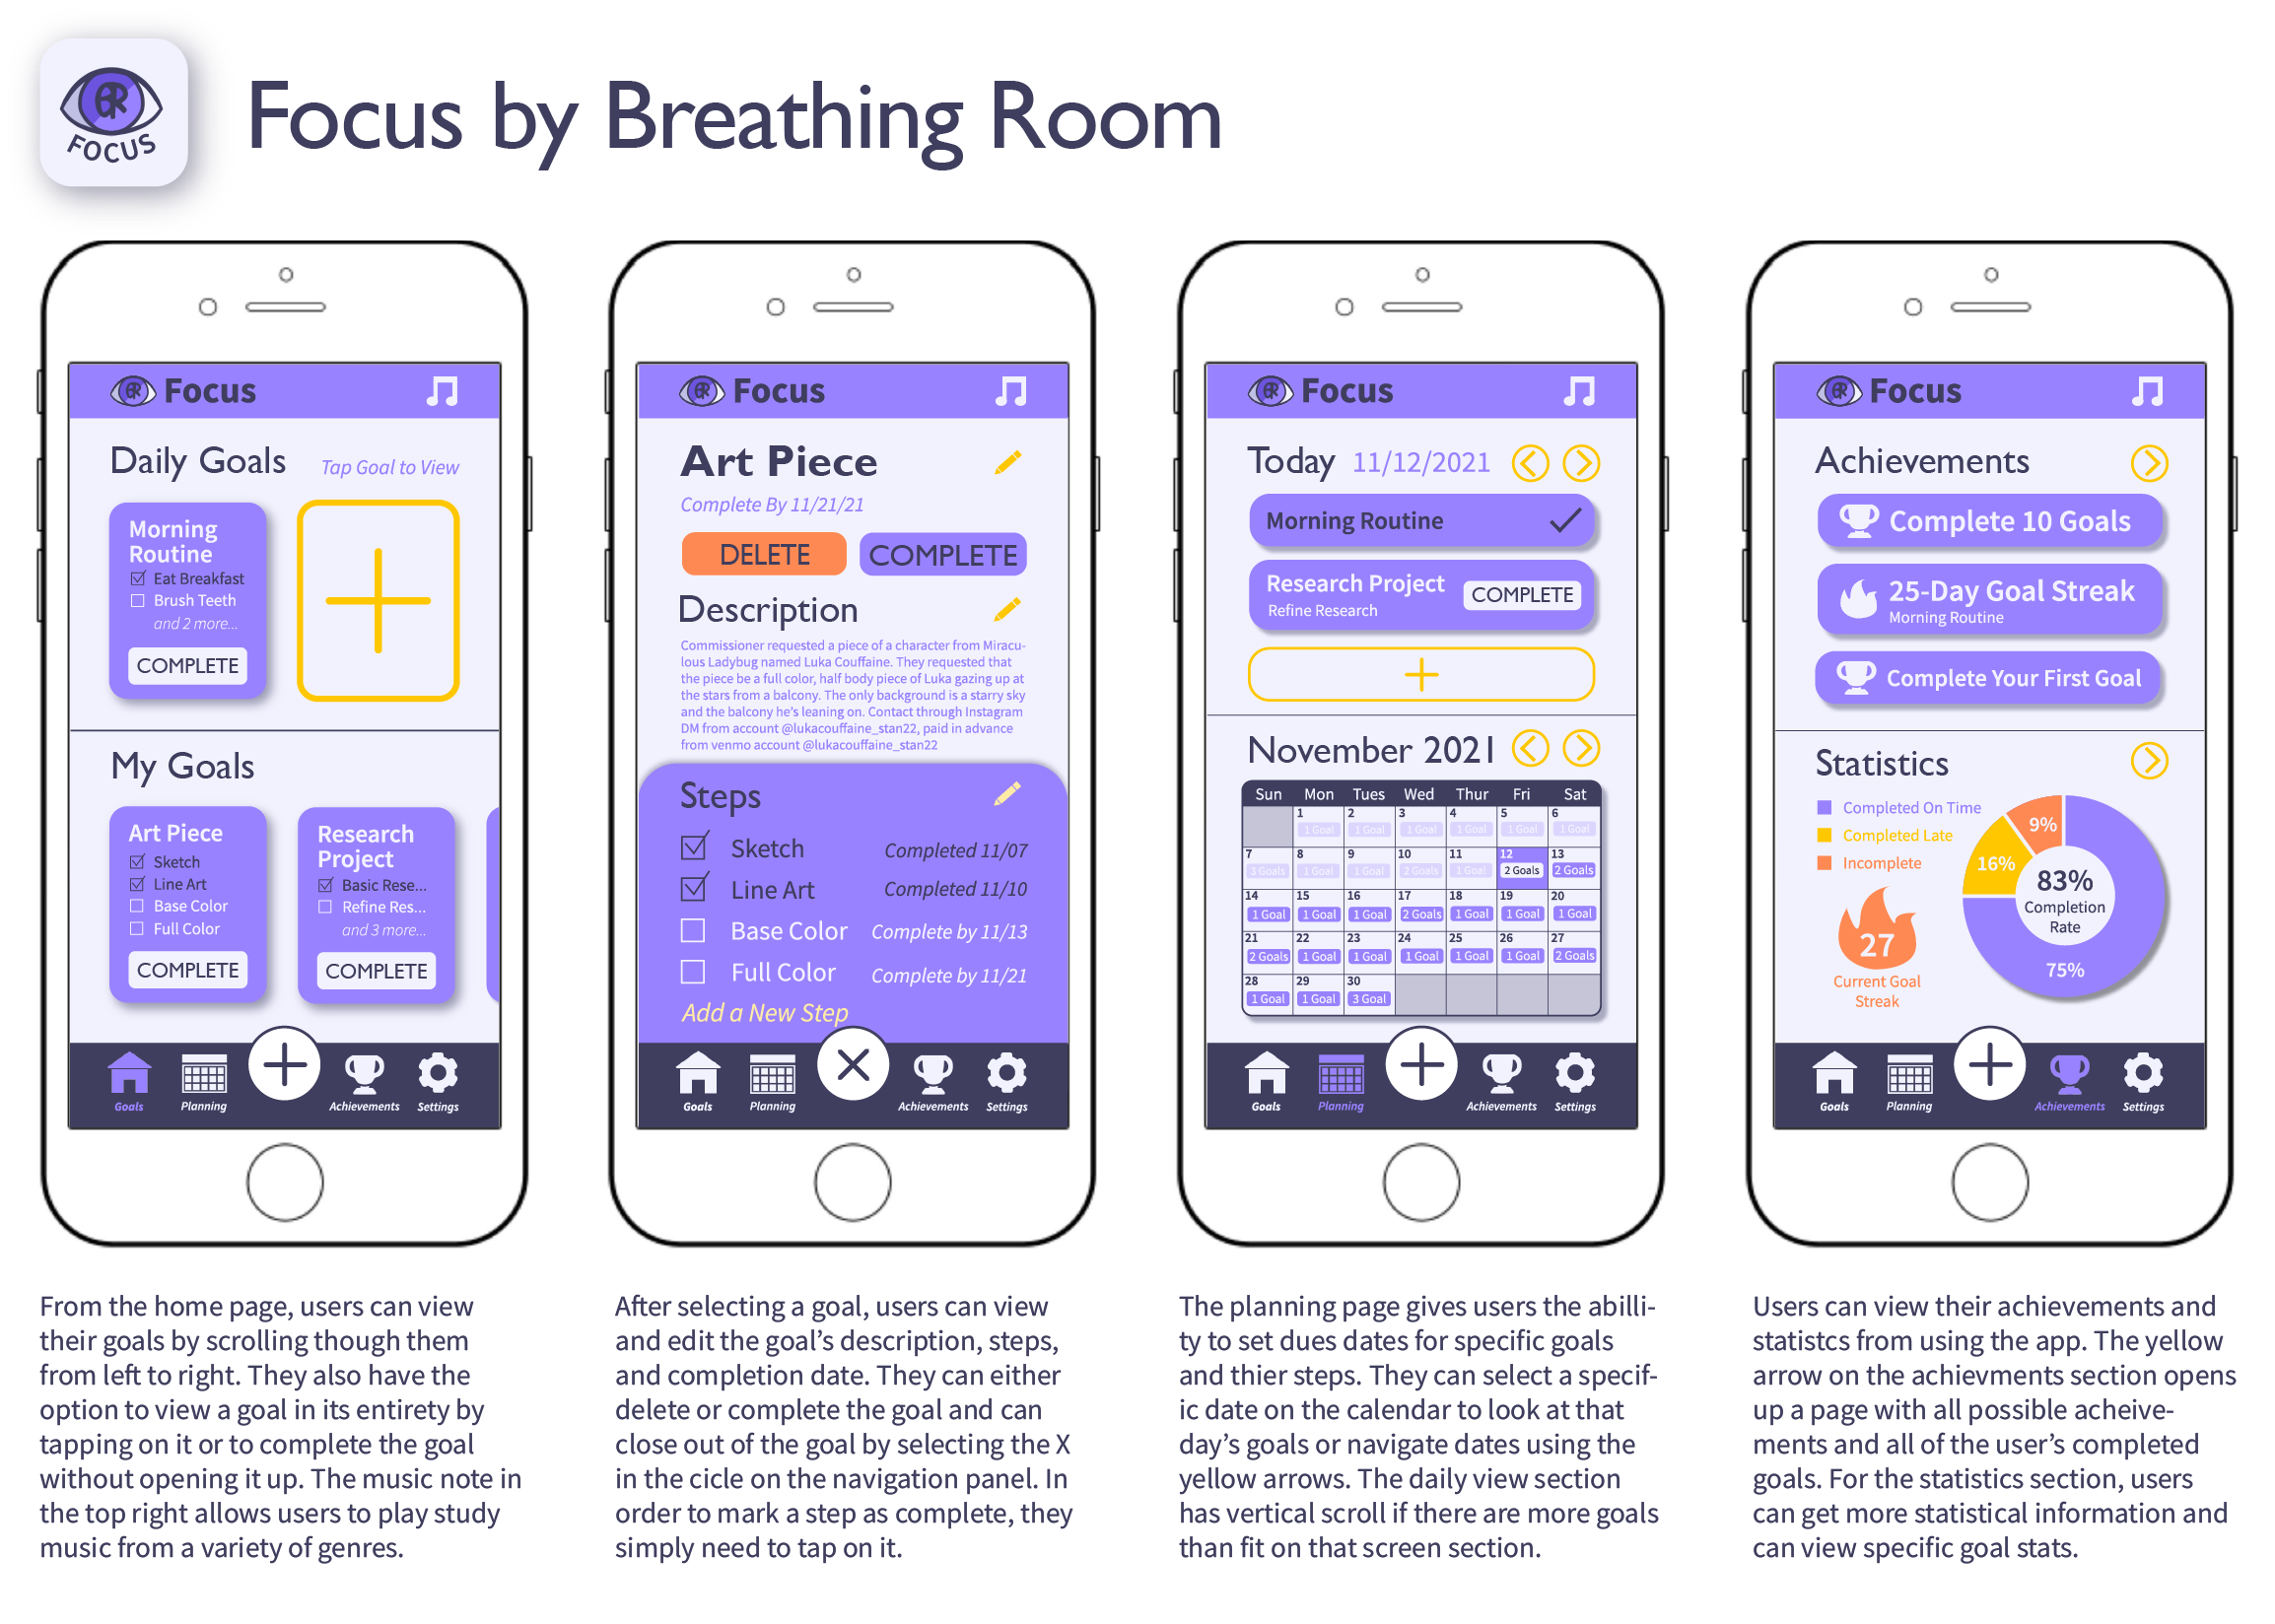 FOCUS
Focus by Breathing Room
Focus
Daily Goals
Tap Goal to View
Morning
Routine
Eat Breakfast
Brush Teeth
and 2 more...
COMPLETE
My Goals
Art Piece
Sketch
Line Art
Base Color
Full Color
COMPLETE
Research
Project
Basic Rese...
Refine Res...
and 3 more...
COMPLETE
Goals
Planning
Achievements
Settings
Focus
Art Piece
Complete By 11/21/21
DELETE
COMPLETE
Description
Commissioner requested a piece of a character from Miracu-
lous Ladybug named Luka Couffaine. They requested that
the piece be a full color, half body piece of Luka gazing up at
the stars from a balcony. The only background is a starry sky
and the balcony he's leaning on. Contact through Instagram
DM from account @lukacouffaine_stan22, paid in advance
from venmo account @lukacouffaine_stan22
Steps
Sketch Completed 11/07
Line Art Completed 11/10
Base Color Complete by 11/13
Full Color Complete by 11/21
Add a New Step
Goals
Planning
Achievements
Settings
Focus
Today 11/12/2021
Morning Routine
Research Project
Refine Research
COMPLETE
November 2021
Sun Mon Tues Wed Thur Fri Sat
1 2 3 4 5 6
1 Goal 1 Goal 1 Goal 1 Goal 1 Goal 1 Goal
7 8 9 10 11 12 13
3 Goals 1 Goal 1 Goal 2 Goals 1 Goal 2 Goals 2 Goals
14 15 16 17 18 19 20
1 Goal 1 Goal 1 Goal 2 Goals 1 Goal 1 Goal 1 Goal
21 22 23 24 25 26 27
2 Goals 1 Goal 1 Goal 1 Goal 1 Goal 1 Goal 2 Goals
28 29 30
1 Goal 1 Goal 3 Goal
Goals
Planning
Achievements
Settings
Focus
Achievements
Complete 10 Goals
25-Day Goal Streak
Morning Routine
Complete Your First Goal
Statistics
Completed On Time
Completed Late
Incomplete
9%
16%
83%
Completion
Rate
75%
27
Current Goal
Streak
Goals
Planning
Achievements
Settings
From the home page, users can view
their goals by scrolling though them
from left to right. They also have the
option to view a goal in its entirety by
tapping on it or to complete the goal
without opening it up. The music note in
the top right allows users to play study
music from a variety of genres.
After selecting a goal, users can view
and edit the goal's description, steps,
and completion date. They can either
delete or complete the goal and can
close out of the goal by selecting the X
in the cicle on the navigation panel. In
order to mark a step as complete, they
simply need to tap on it.
The planning page gives users the abilli-
ty to set dues dates for specific goals
and thier steps. They can select a specif-
ic date on the calendar to look at that
day's goals or navigate dates using the
yellow arrows. The daily view section
has vertical scroll if there are more goals
than fit on that screen section.
Users can view their achievements and
statistcs from using the app. The yellow
arrow on the achievments section opens
up a page with all possible acheive-
ments and all of the user's completed
goals. For the statistics section, users
can get more statistical information and
can view specific goal stats.